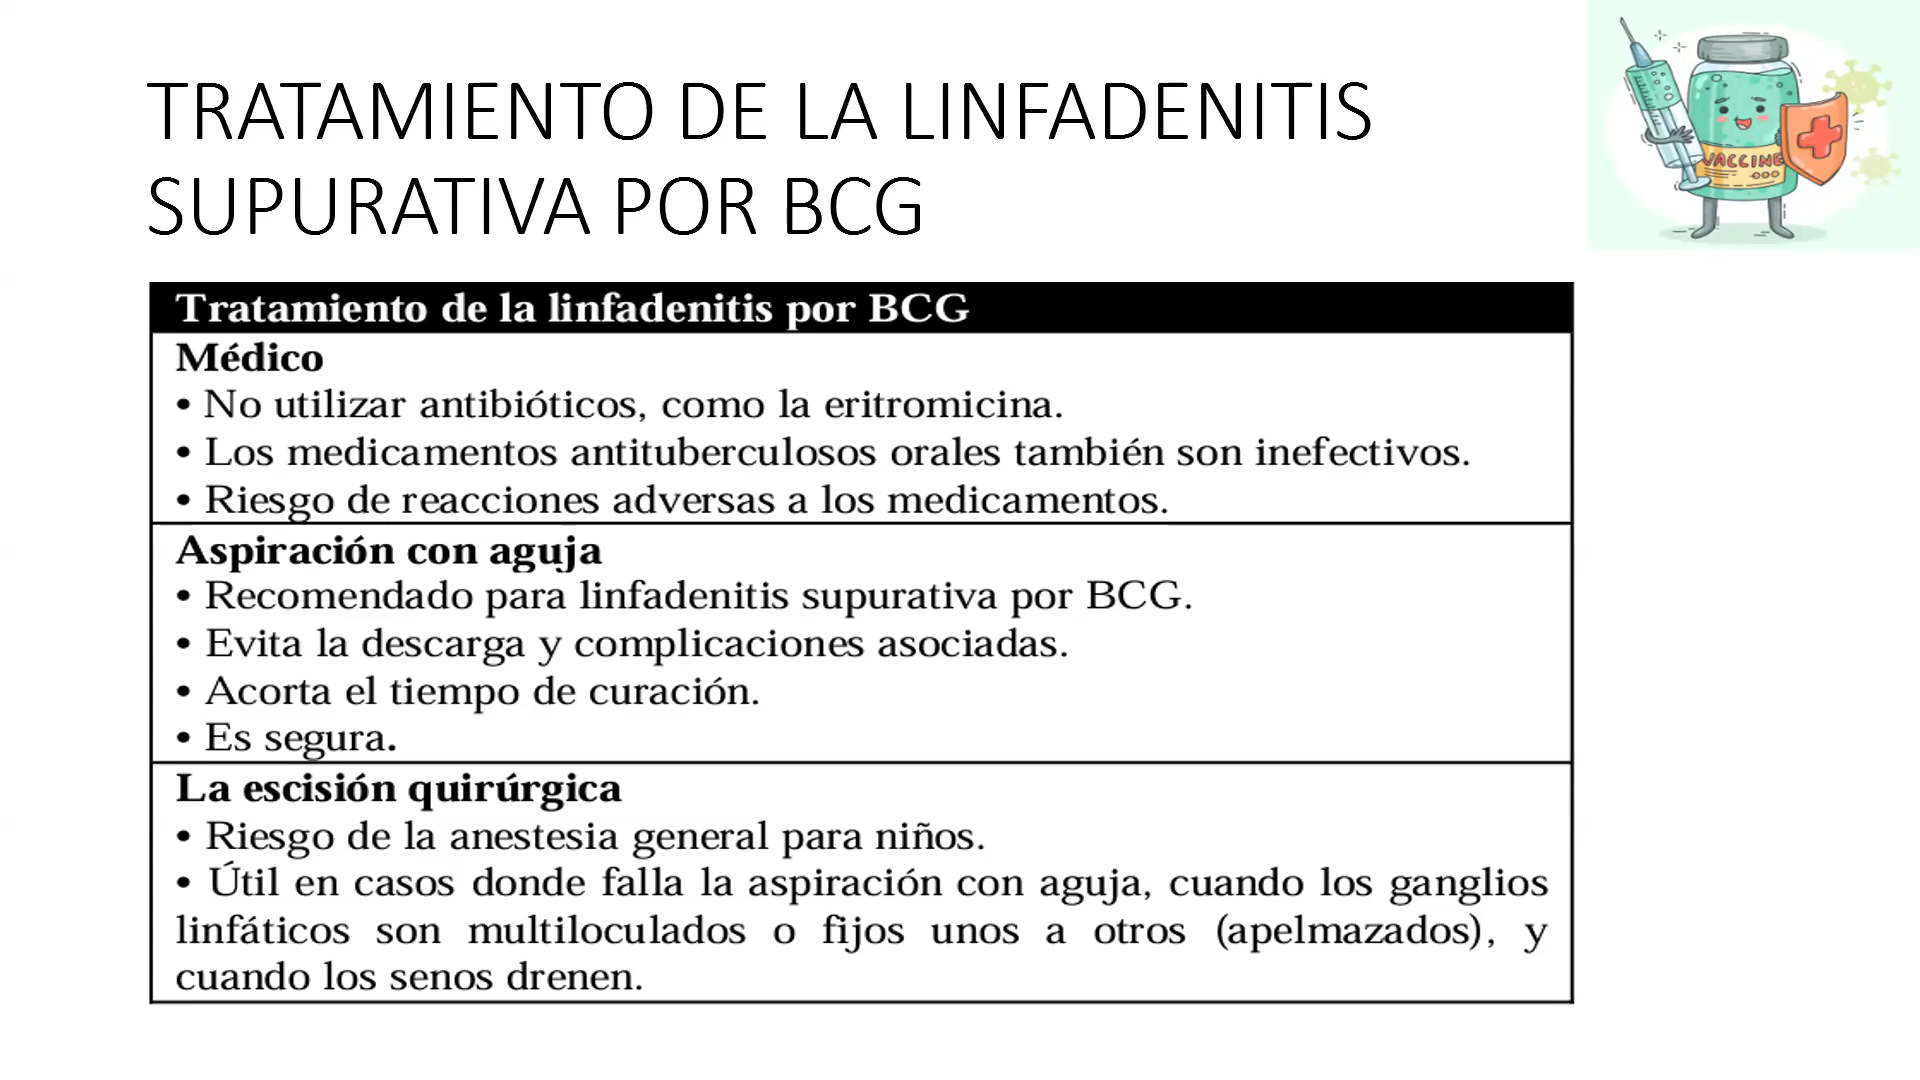 TRATAMIENTO DE LA LINFADENITIS
SUPURATIVA POR BCG
VACCINE
Tratamiento de la linfadenitis por BCG
Médico
• No utilizar antibióticos, como la eritromicina.
• Los medicamentos antituberculosos orales también son inefectivos.
• Riesgo de reacciones adversas a los medicamentos.
Aspiración con aguja
• Recomendado para linfadenitis supurativa por BCG.
• Evita la descarga y complicaciones asociadas.
• Acorta el tiempo de curación.
• Es segura.
La escisión quirúrgica
• Riesgo de la anestesia general para niños.
• Útil en casos donde falla la aspiración con aguja, cuando los ganglios
linfáticos son multiloculados o fijos unos a otros (apelmazados), y
cuando los senos drenen.